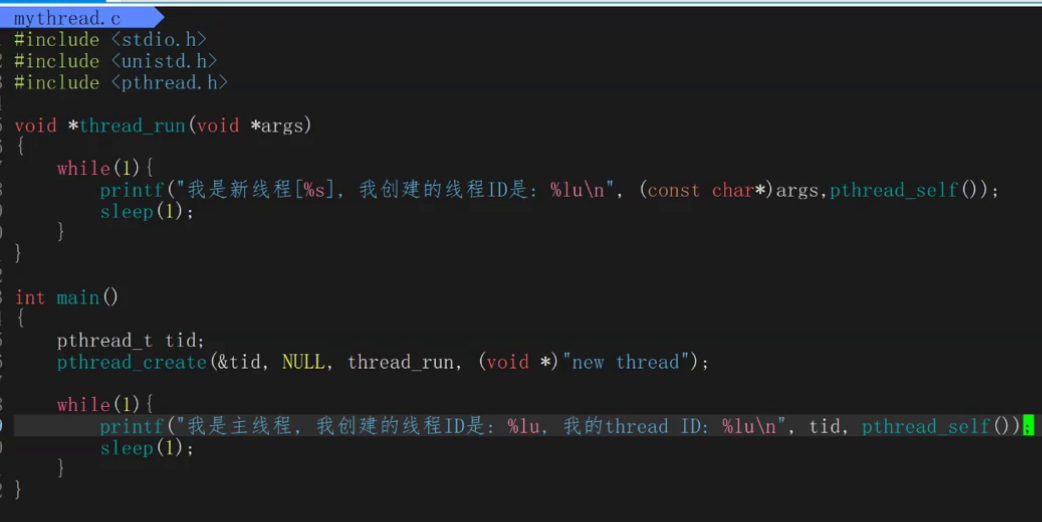 mythread.c
#include <stdio.h>
#include <unistd.h>
#include <pthread.h>
void *thread_run(void *args)
{
while(1){
printf("我是新线程[%s], 我创建的线程ID是: %lu\n", (const char*)args,pthread_self());
sleep(1);
}
}
int main()
{
pthread_t tid;
pthread_create(&tid, NULL, thread_run, (void *)"new thread");
while(1){
printf("我是主线程, 我创建的线程ID是: %lu, 我的thread ID: %lu\n", tid, pthread_self());
sleep(1);
}
}